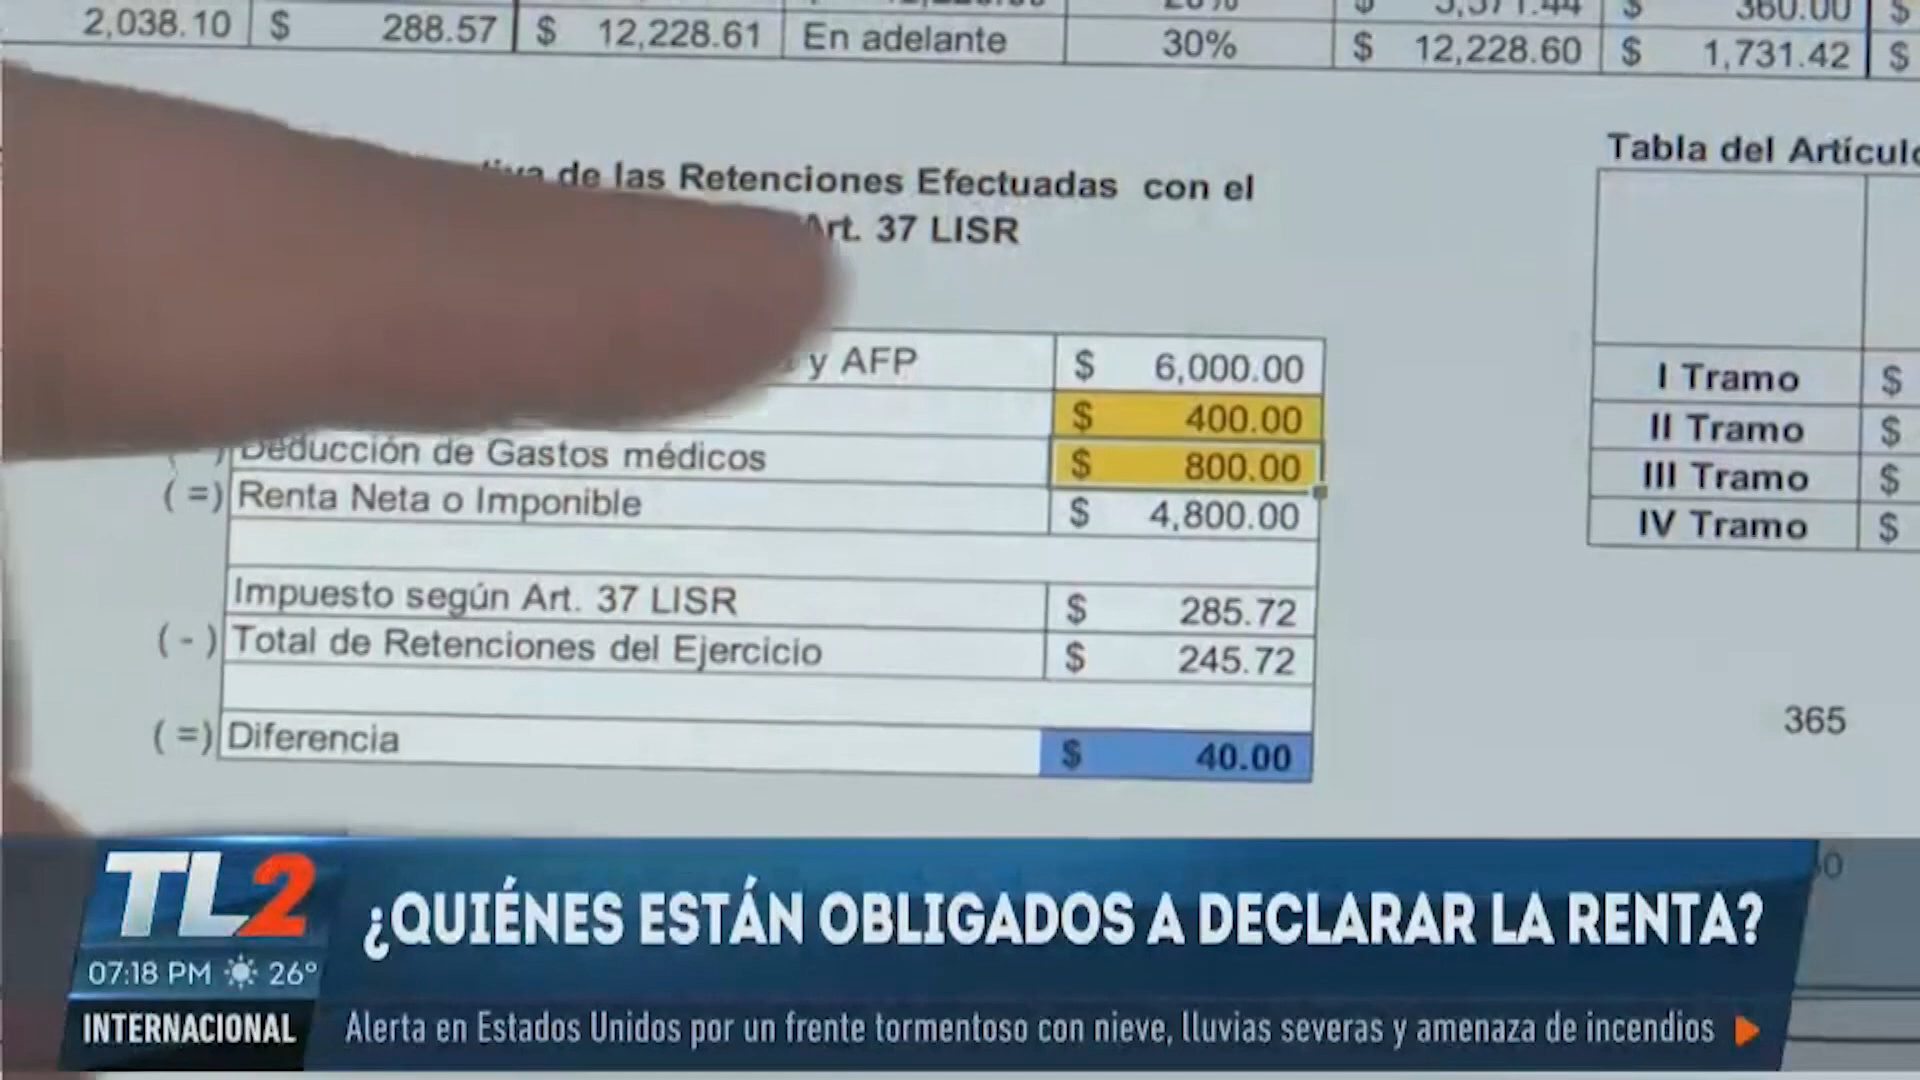 2,038.10 $ 288.57 $ 12,228.61 En adelante 30% $ 12,228.60 $ 1,731.42 $
de las Retenciones Efectuadas con el
Art. 37 LISR
Tabla del Artículo
y AFP $ 6,000.00
$ 400.00
Deducción de Gastos médicos $ 800.00
( = ) Renta Neta o Imponible $ 4,800.00
Impuesto según Art. 37 LISR $ 285.72
( - ) Total de Retenciones del Ejercicio $ 245.72
( = ) Diferencia $ 40.00
I Tramo $
II Tramo $
III Tramo $
IV Tramo $
365
TL2
¿QUIÉNES ESTÁN OBLIGADOS A DECLARAR LA RENTA?
07:18 PM 26°
INTERNACIONAL Alerta en Estados Unidos por un frente tormentoso con nieve, lluvias severas y amenaza de incendios